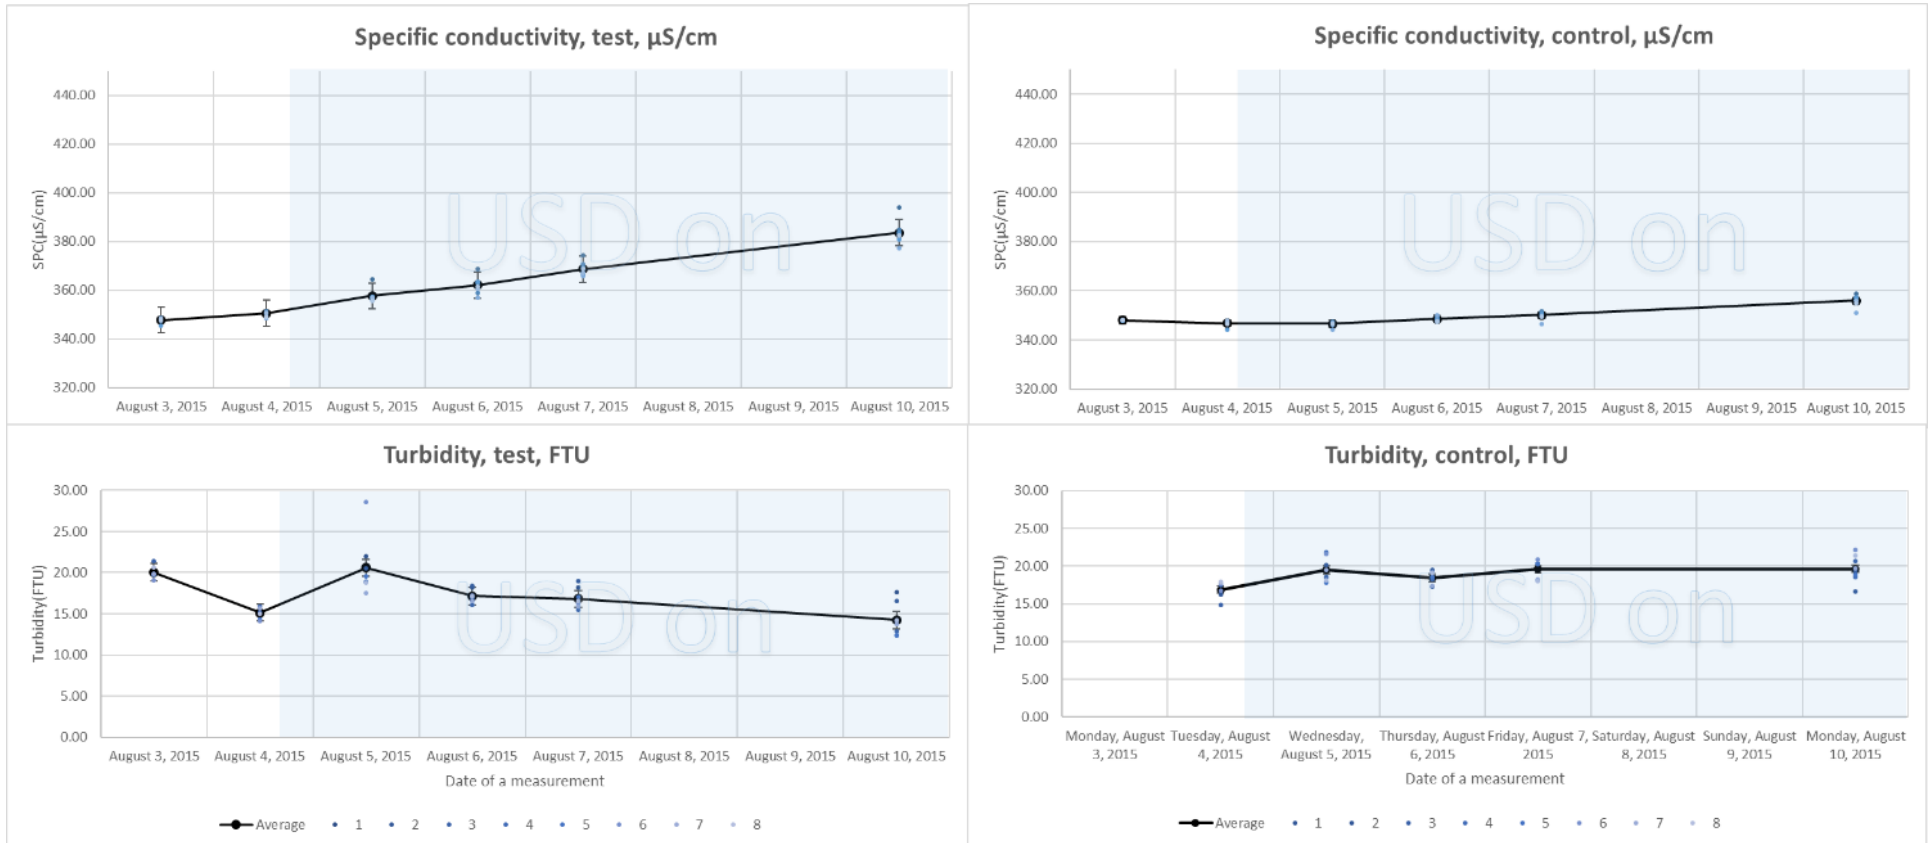 Specific conductivity, test, µS/cm
440.00
420.00
400.00
380.00
360.00
340.00
320.00
SPC(µS/cm)
USD on
August 3, 2015 August 4, 2015 August 5, 2015 August 6, 2015 August 7, 2015 August 8, 2015 August 9, 2015 August 10, 2015
Specific conductivity, control, µS/cm
440.00
420.00
400.00
380.00
360.00
340.00
320.00
SPC(µS/cm)
USD on
August 3, 2015 August 4, 2015 August 5, 2015 August 6, 2015 August 7, 2015 August 8, 2015 August 9, 2015 August 10, 2015
Turbidity, test, FTU
30.00
25.00
20.00
15.00
10.00
5.00
0.00
Turbidity(FTU)
USD on
August 3, 2015 August 4, 2015 August 5, 2015 August 6, 2015 August 7, 2015 August 8, 2015 August 9, 2015 August 10, 2015
Date of a measurement
Average 1 2 3 4 5 6 7 8
Turbidity, control, FTU
30.00
25.00
20.00
15.00
10.00
5.00
0.00
Turbidity(FTU)
USD on
Monday, August Tuesday, August Wednesday, Thursday, August Friday, August 7, Saturday, August Sunday, August Monday, August
3, 2015 4, 2015 August 5, 2015 6, 2015 2015 8, 2015 9, 2015 10, 2015
Date of a measurement
Average 1 2 3 4 5 6 7 8